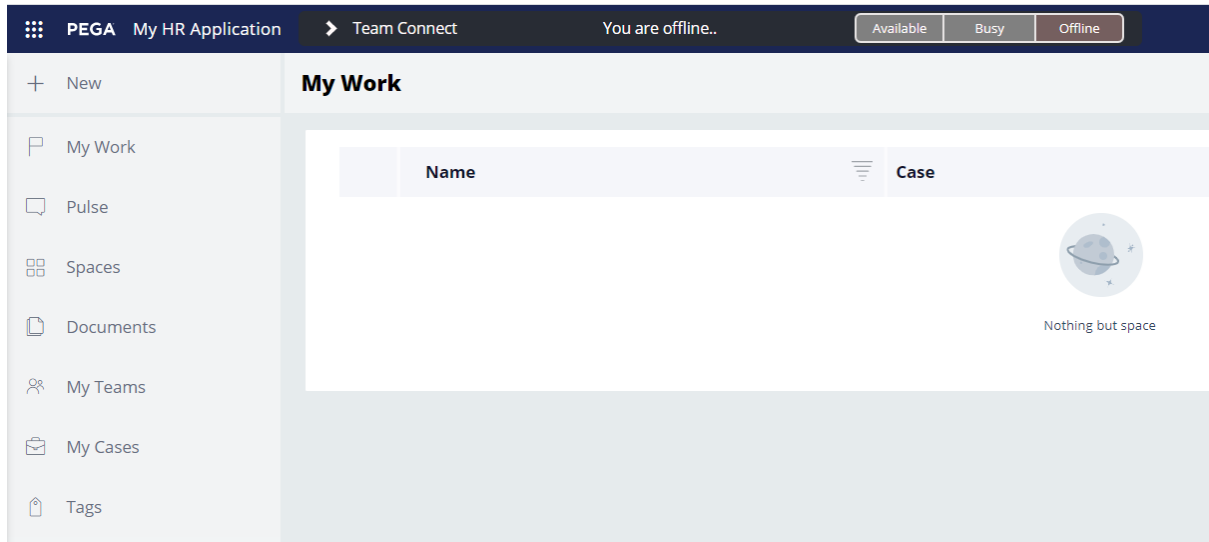 PEGA My HR Application Team Connect You are offline.. Available Busy Offline
New
My Work
My Work
Pulse
Spaces
Documents
My Teams
My Cases
Tags
Name Case
Nothing but space